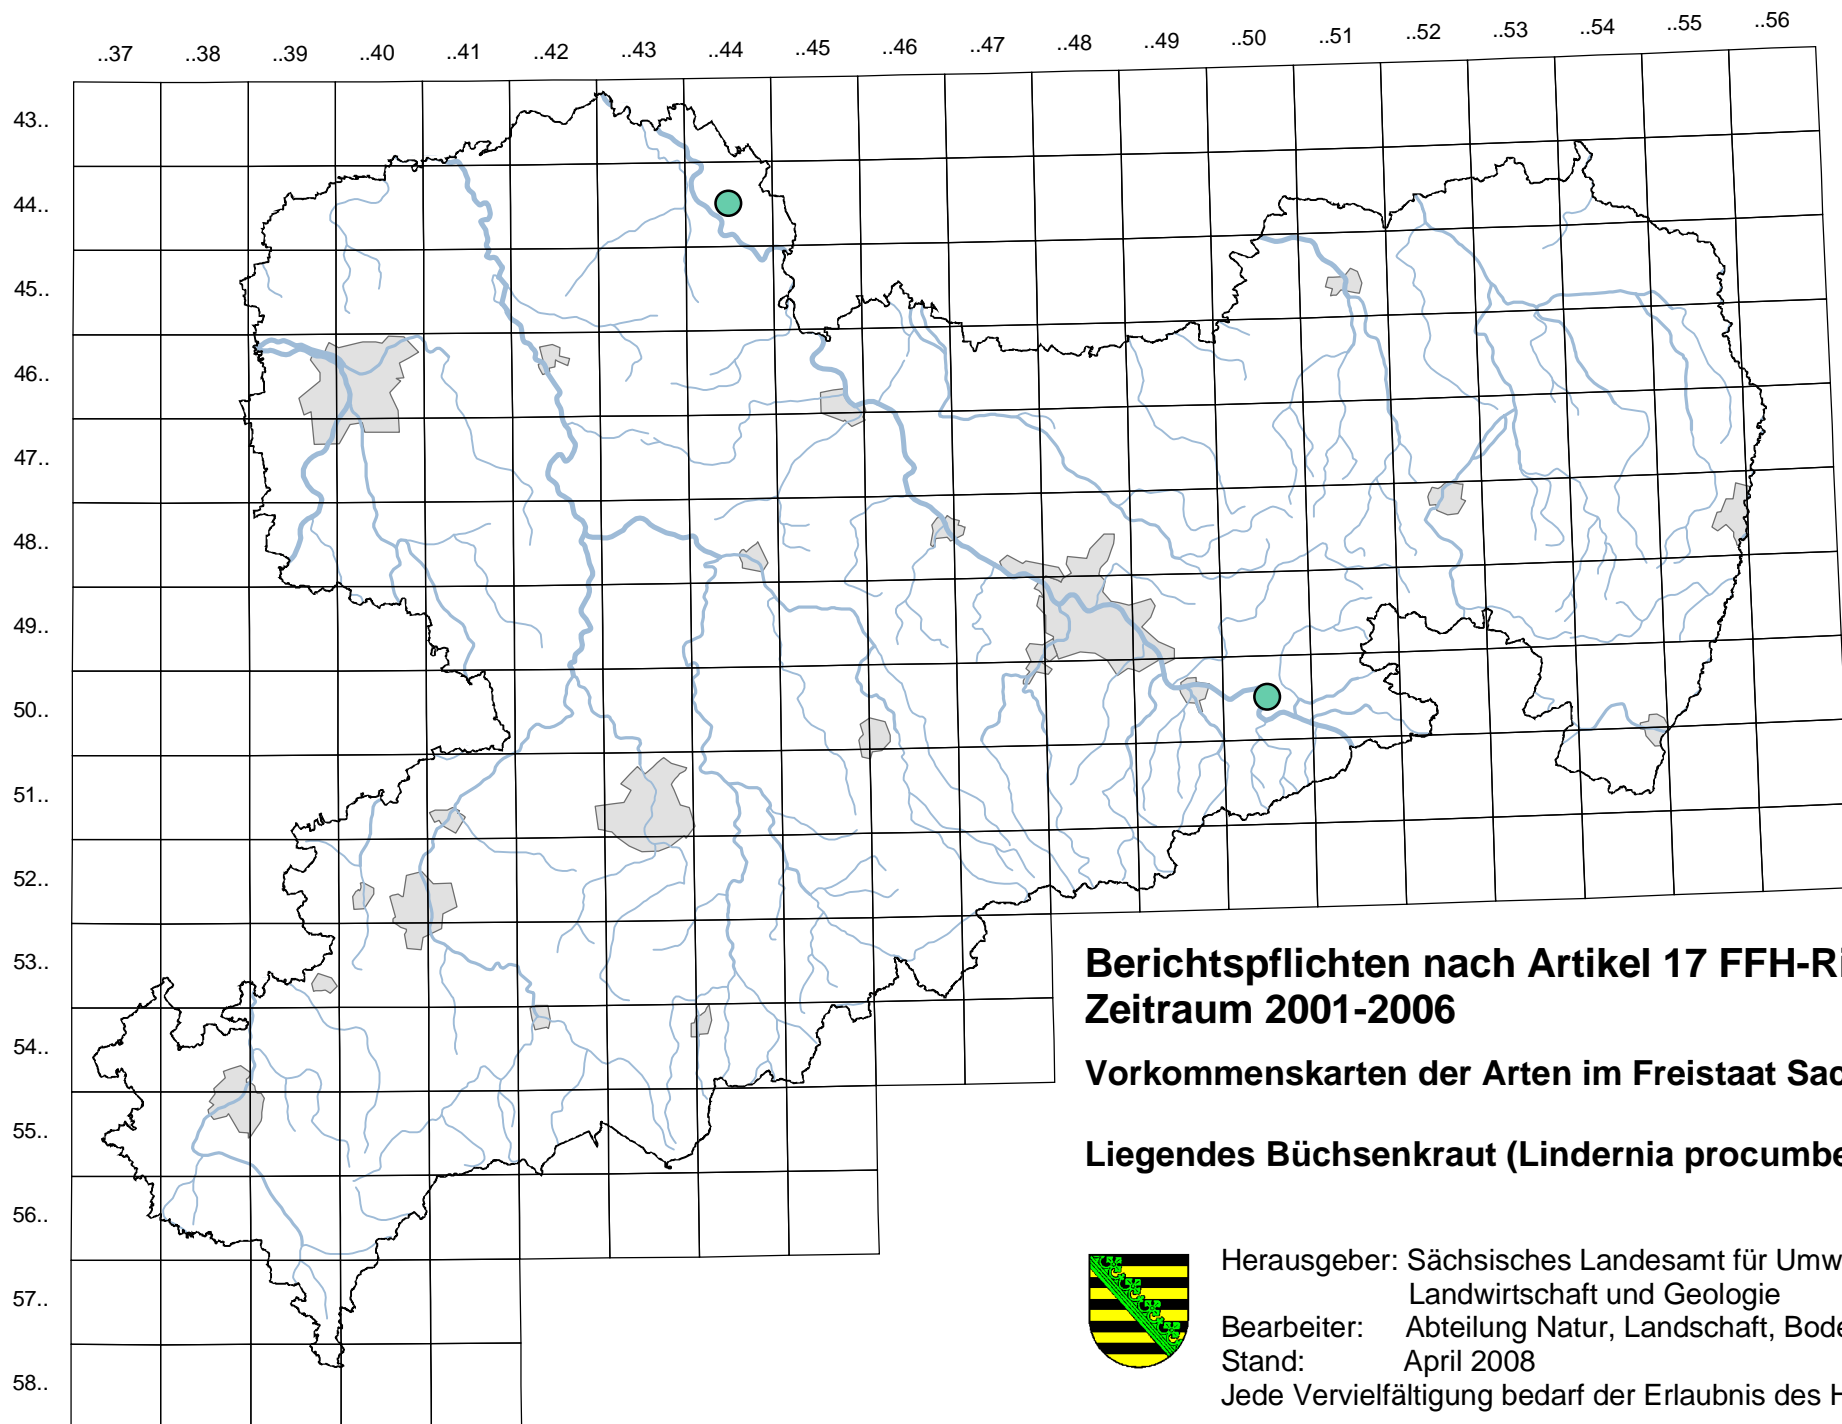 ..37 ..38 ..39 ..40 ..41 ..42 ..43 ..44 ..45 ..46 ..47 ..48 ..49 ..50 ..51 ..52 ..53 ..54 ..55 ..56
43..
44..
45..
46..
47..
48..
49..
50..
51..
52..
53..
54..
55..
56..
57..
58..
Berichtspflichten nach Artikel 17 FFH-Ri
Zeitraum 2001-2006
Vorkommenskarten der Arten im Freistaat Sac
Liegendes Büchsenkraut (Lindernia procumbe
Herausgeber: Sächsisches Landesamt für Umw
Landwirtschaft und Geologie
Bearbeiter: Abteilung Natur, Landschaft, Bode
Stand: April 2008
Jede Vervielfältigung bedarf der Erlaubnis des H